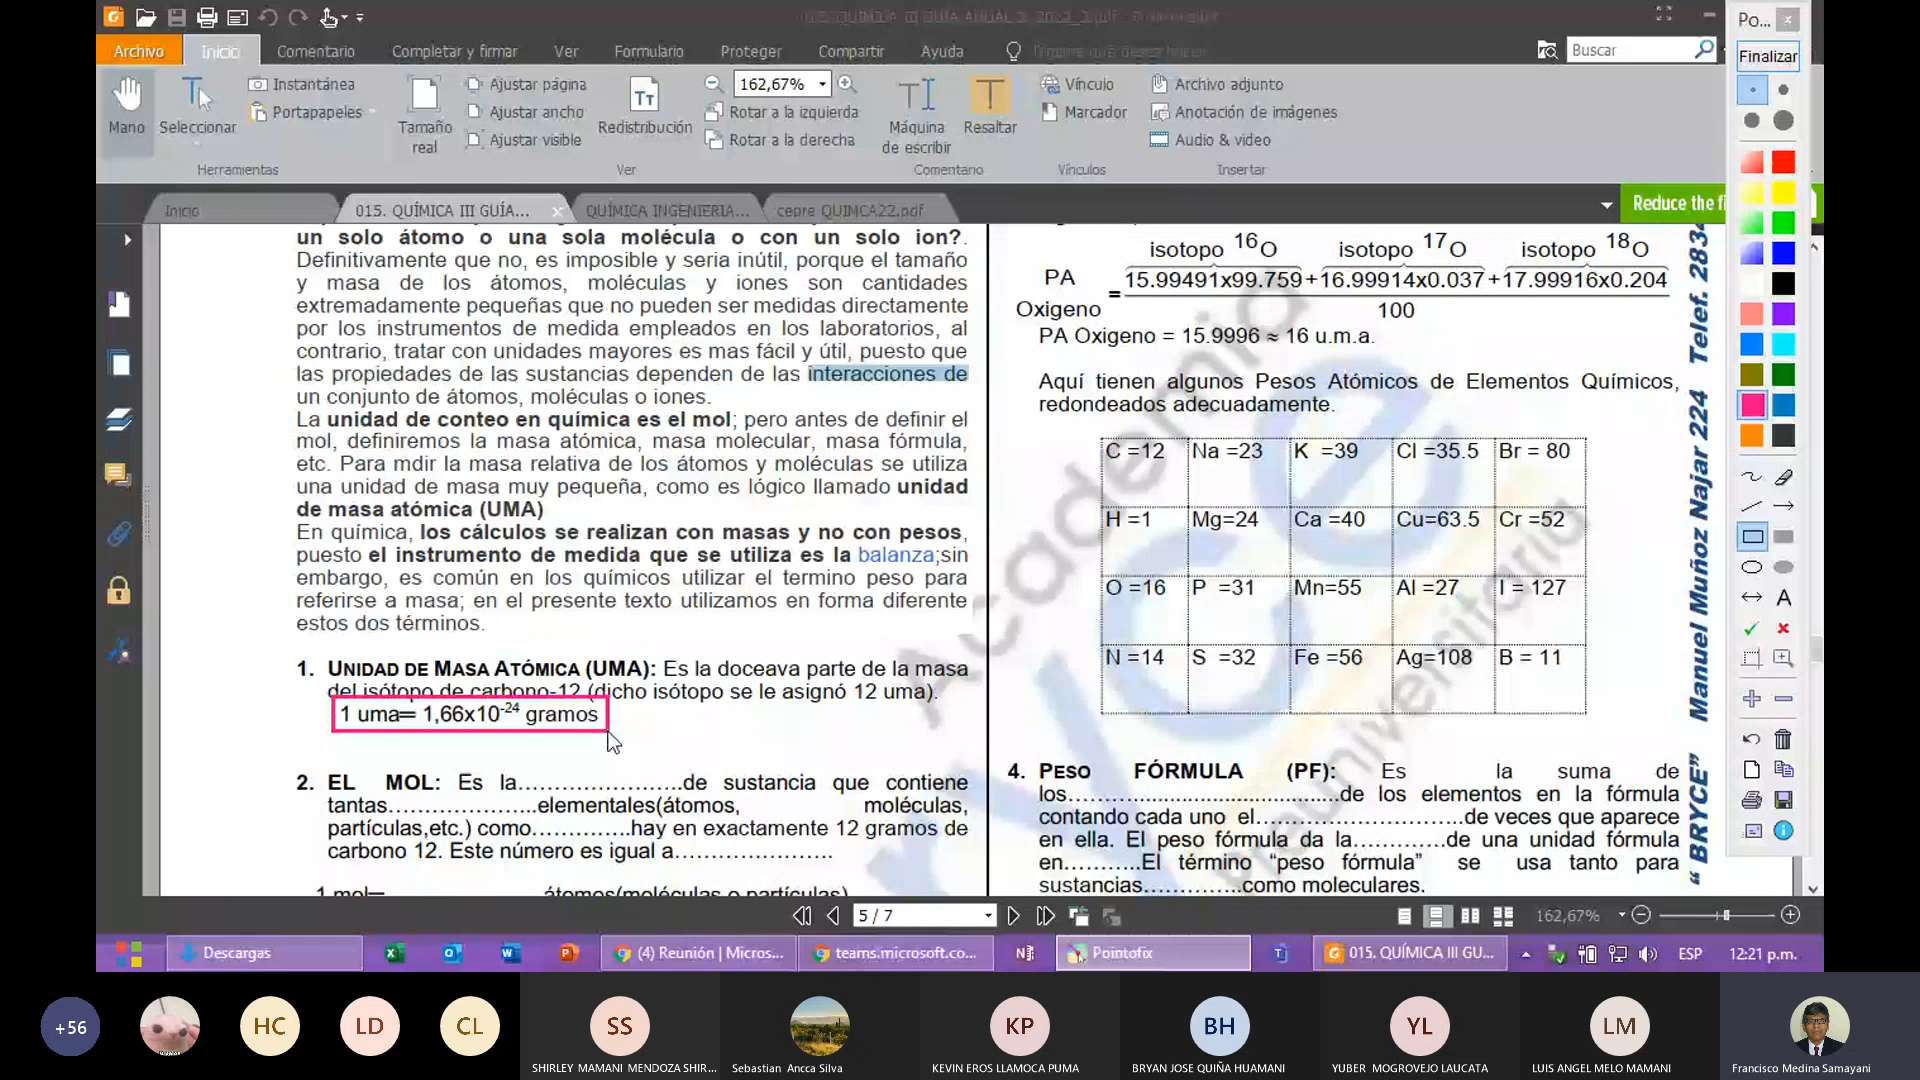 Po...
Archivo
Inicio
Comentario
Completar y firmar
Ver
Formulario
Proteger
Compartir
Ayuda
Buscar
Finalizar
Mano
Seleccionar
Instantánea
Portapapeles
Herramientas
Tamaño
real
Ajustar página
Ajustar ancho
Ajustar visible
Redistribución
162,67%
Rotar a la izquierda
Rotar a la derecha
Ver
Máquina
de escribir
Resaltar
Comentario
Vínculo
Marcador
Vínculos
Archivo adjunto
Anotación de imágenes
Audio & video
Insertar
Inicio
015. QUÍMICA III GUÍA...
QUÍMICA INGENIERIA...
cepre QUIMCA22.pdf
Reduce the fi
un solo átomo o una sola molécula o con un solo ion?.
Definitivamente que no, es imposible y seria inútil, porque el tamaño
y masa de los átomos, moléculas y iones son cantidades
extremadamente pequeñas que no pueden ser medidas directamente
por los instrumentos de medida empleados en los laboratorios, al
contrario, tratar con unidades mayores es mas fácil y útil, puesto que
las propiedades de las sustancias dependen de las interacciones de
un conjunto de átomos, moléculas o iones.
La unidad de conteo en química es el mol; pero antes de definir el
mol, definiremos la masa atómica, masa molecular, masa fórmula,
etc. Para mdir la masa relativa de los átomos y moléculas se utiliza
una unidad de masa muy pequeña, como es lógico llamado unidad
de masa atómica (UMA)
En química, los cálculos se realizan con masas y no con pesos,
puesto el instrumento de medida que se utiliza es la balanza;sin
embargo, es común en los químicos utilizar el termino peso para
referirse a masa; en el presente texto utilizamos en forma diferente
estos dos términos.
1. UNIDAD DE MASA ATÓMICA (UMA): Es la doceava parte de la masa
del isótopo de carbono-12 (dicho isótopo se le asignó 12 uma).
1 uma= 1,66x10-24 gramos
2. EL MOL: Es la........................de sustancia que contiene
tantas......................elementales(átomos, moléculas,
partículas,etc.) como..............hay en exactamente 12 gramos de
carbono 12. Este número es igual a......................
1 mol= átomos(moléculas o partículas)
isotopo 16O isotopo 17O isotopo 18O
PA Oxigeno = 15.99491x99.759+16.99914x0.037+17.99916x0.204
100
PA Oxigeno = 15.9996 ≈ 16 u.m.a.
Aquí tienen algunos Pesos Atómicos de Elementos Químicos,
redondeados adecuadamente.
C =12 Na =23 K =39 Cl =35.5 Br = 80
H =1 Mg=24 Ca =40 Cu=63.5 Cr =52
O =16 P =31 Mn=55 Al =27 I = 127
N =14 S =32 Fe =56 Ag=108 B = 11
4. PESO FÓRMULA (PF): Es la suma de
los..........................................de los elementos en la fórmula
contando cada uno el................................de veces que aparece
en ella. El peso fórmula da la.............de una unidad fórmula
en..........El término “peso fórmula” se usa tanto para
sustancias..............como moleculares.
Academia
Bryce
Preuniversitario
“ BRYCE” Manuel Muñoz Najar 224 Telef. 2834
A
5 / 7
162,67%
Descargas
(4) Reunión | Micros...
teams.microsoft.co...
Pointofix
015. QUÍMICA III GU...
ESP
12:21 p.m.
+56
HC
LD
CL
SS
KP
BH
YL
LM
SHIRLEY MAMANI MENDOZA SHIR...
Sebastian Ancca Silva
KEVIN EROS LLAMOCA PUMA
BRYAN JOSE QUIÑA HUAMANI
YUBER MOGROVEJO LAUCATA
LUIS ANGEL MELO MAMANI
Francisco Medina Samayani